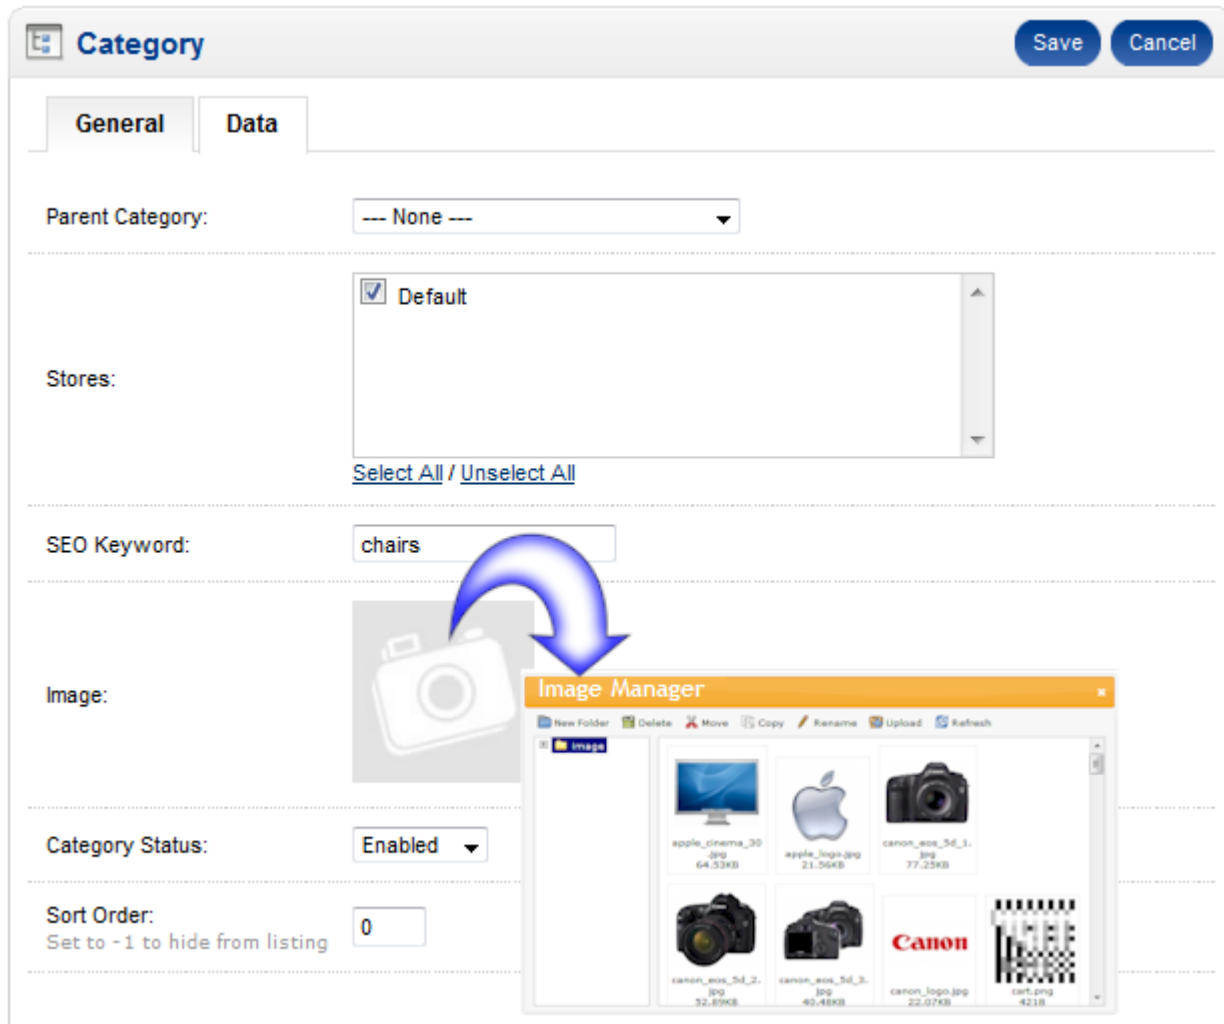 Category
Save
Cancel
General
Data
Parent Category:
--- None ---
Stores:
Default
Select All / Unselect All
SEO Keyword:
chairs
Image:
Image Manager
New Folder Delete Move Copy Rename Upload Refresh
image
apple_cinema_30
.jpg
64.53KB
apple_logo.jpg
21.56KB
canon_eos_5d_1.
jpg
77.25KB
canon_eos_5d_2.
jpg
52.89KB
canon_eos_5d_3.
jpg
40.48KB
Canon
canon_logo.jpg
22.07KB
cart.png
421B
Category Status:
Enabled
Sort Order:
Set to -1 to hide from listing
0